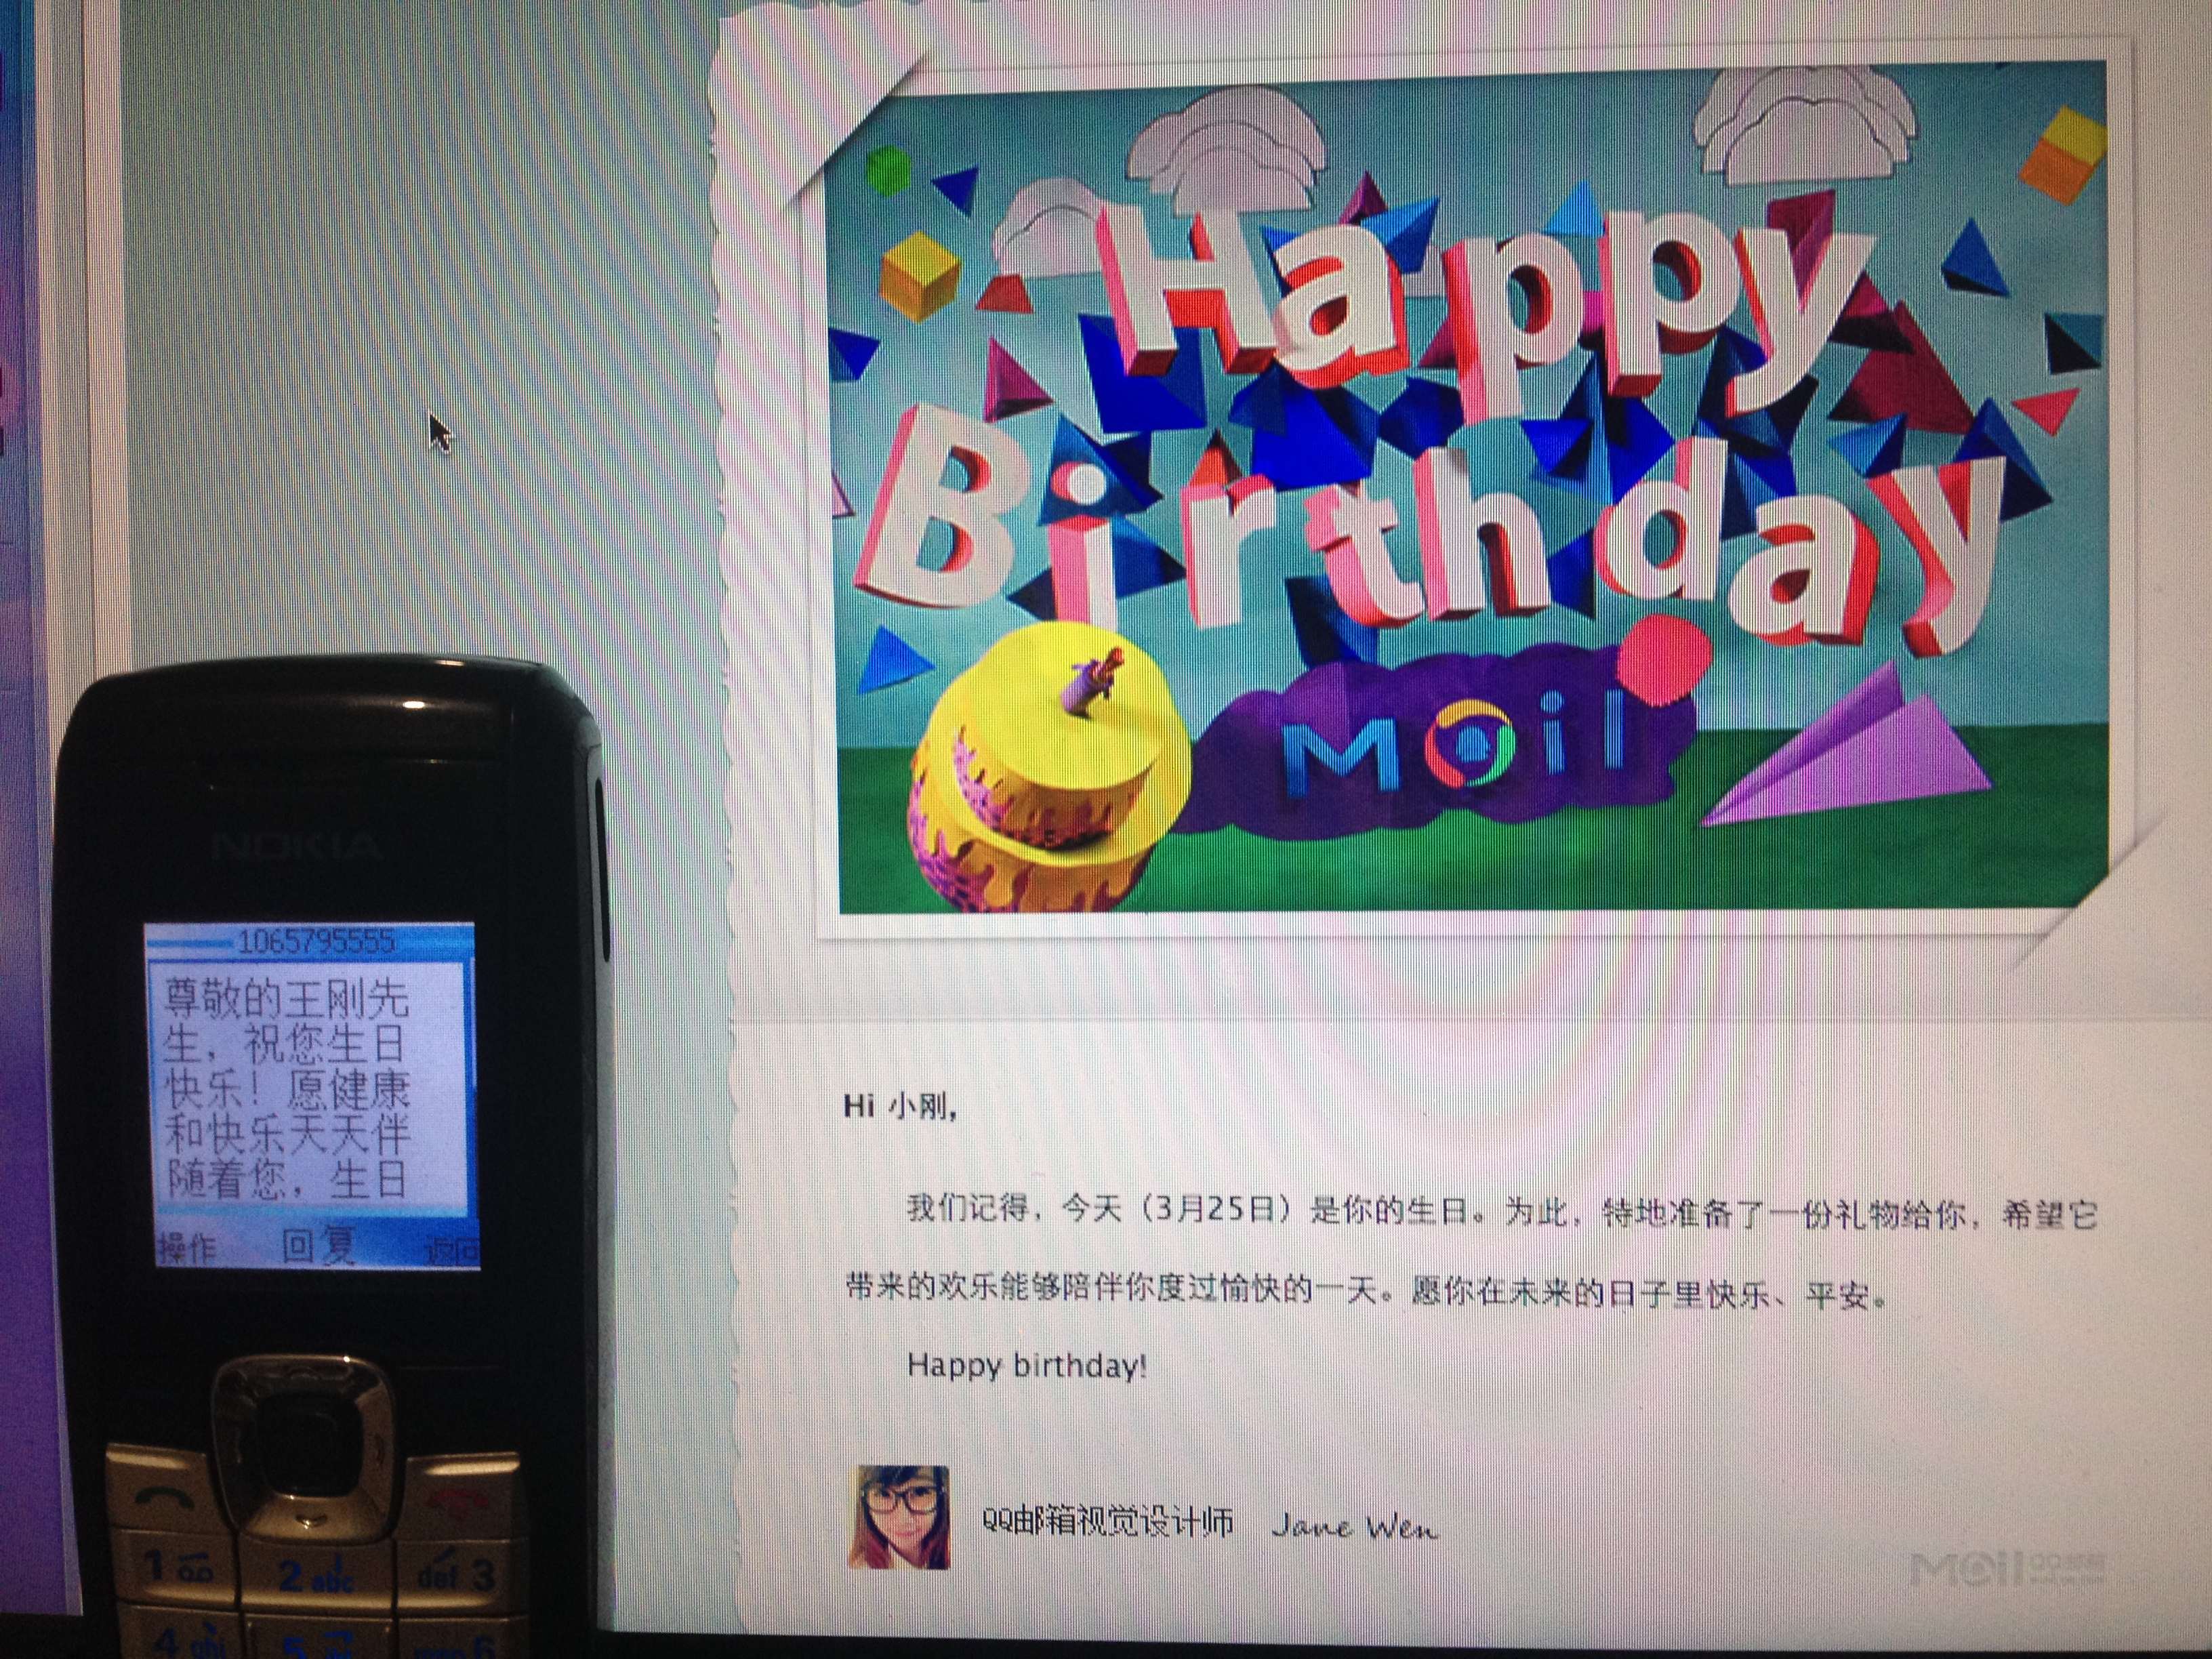 Happy
Birthday
Mail
NOKIA
1065795555
尊敬的王刚先
生，祝您生日
快乐！愿健康
和快乐天天伴
随着您，生日
操作 回复 返回
1
2 abc
def 3
4 ghi
5
mno 6
Hi 小刚,
我们记得，今天（3月25日）是你的生日。为此，特地准备了一份礼物给你，希望它
带来的欢乐能够陪伴你度过愉快的一天。愿你在未来的日子里快乐、平安。
Happy birthday!
QQ邮箱视觉设计师 Jane Wen
Mail QQ邮箱